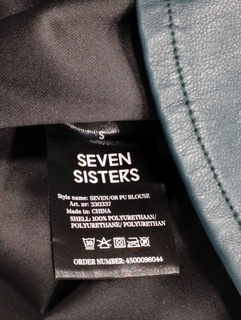 S
SEVEN
SISTERS
Style name: SEVEN/08 PU BLOUSE
Art. nr: 330337
Made in: CHINA
SHELL: 100% POLYURETHAAN/
POLYURETHANE/ POLYURETHAN
ORDER NUMBER: 4500096044